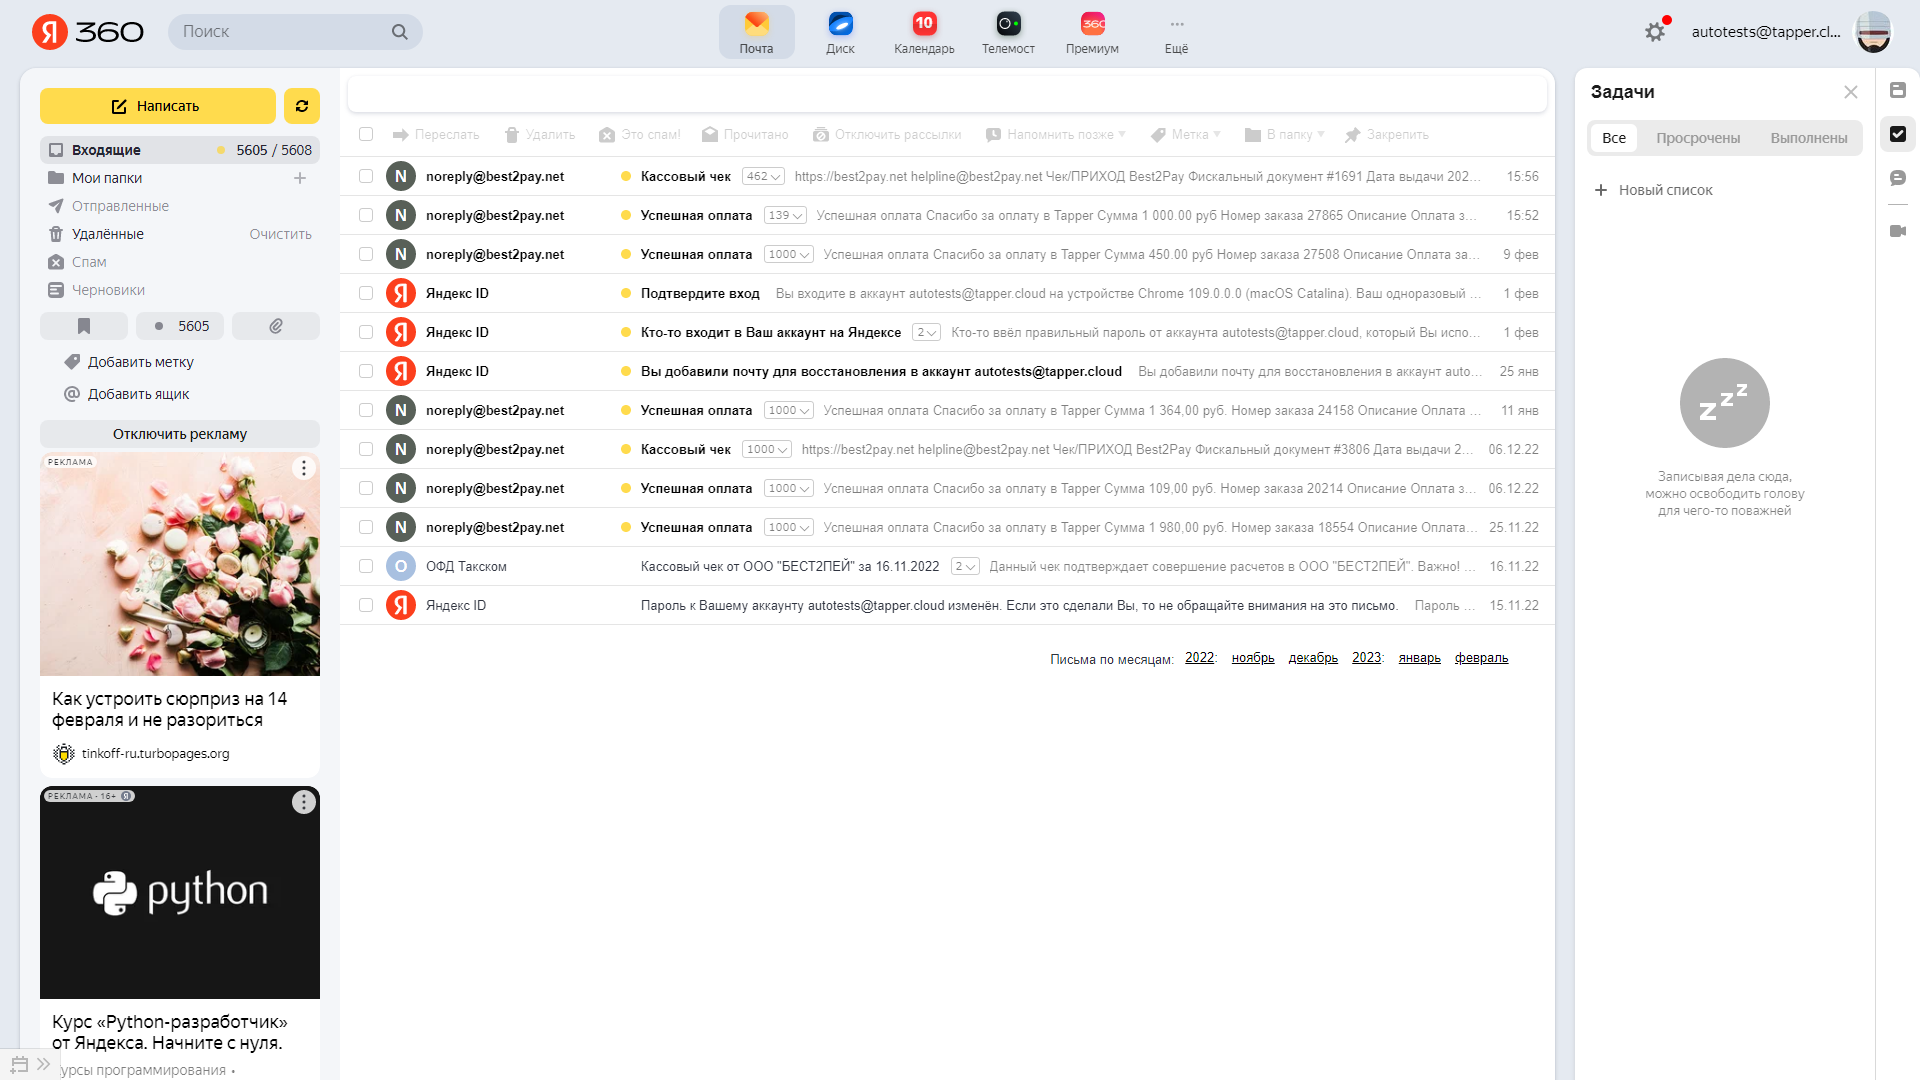 Я 360
Поиск
Почта
Диск
10
Календарь
Телемост
360
Премиум
Ещё
autotests@tapper.cl...
Написать
Входящие 5605 / 5608
Мои папки
Отправленные
Удалённые Очистить
Спам
Черновики
5605
Добавить метку
Добавить ящик
Отключить рекламу
РЕКЛАМА
Как устроить сюрприз на 14
февраля и не разориться
tinkoff-ru.turbopages.org
РЕКЛАМА • 16+ Я
python
Курс «Python-разработчик»
от Яндекса. Начните с нуля.
урсы программирования •
Переслать Удалить Это спам! Прочитано Отключить рассылки Напомнить позже Метка В папку Закрепить
N noreply@best2pay.net Кассовый чек 462 https://best2pay.net helpline@best2pay.net Чек/ПРИХОД Best2Pay Фискальный документ #1691 Дата выдачи 202... 15:56
N noreply@best2pay.net Успешная оплата 139 Успешная оплата Спасибо за оплату в Tapper Сумма 1 000.00 руб Номер заказа 27865 Описание Оплата з... 15:52
N noreply@best2pay.net Успешная оплата 1000 Успешная оплата Спасибо за оплату в Tapper Сумма 450.00 руб Номер заказа 27508 Описание Оплата за... 9 фев
Я Яндекс ID Подтвердите вход Вы входите в аккаунт autotests@tapper.cloud на устройстве Chrome 109.0.0.0 (macOS Catalina). Ваш одноразовый ... 1 фев
Я Яндекс ID Кто-то входит в Ваш аккаунт на Яндексе 2 Кто-то ввёл правильный пароль от аккаунта autotests@tapper.cloud, который Вы испо... 1 фев
Я Яндекс ID Вы добавили почту для восстановления в аккаунт autotests@tapper.cloud Вы добавили почту для восстановления в аккаунт auto... 25 янв
N noreply@best2pay.net Успешная оплата 1000 Успешная оплата Спасибо за оплату в Tapper Сумма 1 364,00 руб. Номер заказа 24158 Описание Оплата ... 11 янв
N noreply@best2pay.net Кассовый чек 1000 https://best2pay.net helpline@best2pay.net Чек/ПРИХОД Best2Pay Фискальный документ #3806 Дата выдачи 2... 06.12.22
N noreply@best2pay.net Успешная оплата 1000 Успешная оплата Спасибо за оплату в Tapper Сумма 109,00 руб. Номер заказа 20214 Описание Оплата з... 06.12.22
N noreply@best2pay.net Успешная оплата 1000 Успешная оплата Спасибо за оплату в Tapper Сумма 1 980,00 руб. Номер заказа 18554 Описание Оплата... 25.11.22
О ОФД Такском Кассовый чек от ООО "БЕСТ2ПЕЙ" за 16.11.2022 2 Данный чек подтверждает совершение расчетов в ООО "БЕСТ2ПЕЙ". Важно! ... 16.11.22
Я Яндекс ID Пароль к Вашему аккаунту autotests@tapper.cloud изменён. Если это сделали Вы, то не обращайте внимания на это письмо. Пароль ... 15.11.22
Письма по месяцам: 2022: ноябрь декабрь 2023: январь февраль
Задачи
Все Просрочены Выполнены
Новый список
z z z
Записывая дела сюда,
можно освободить голову
для чего-то поважней